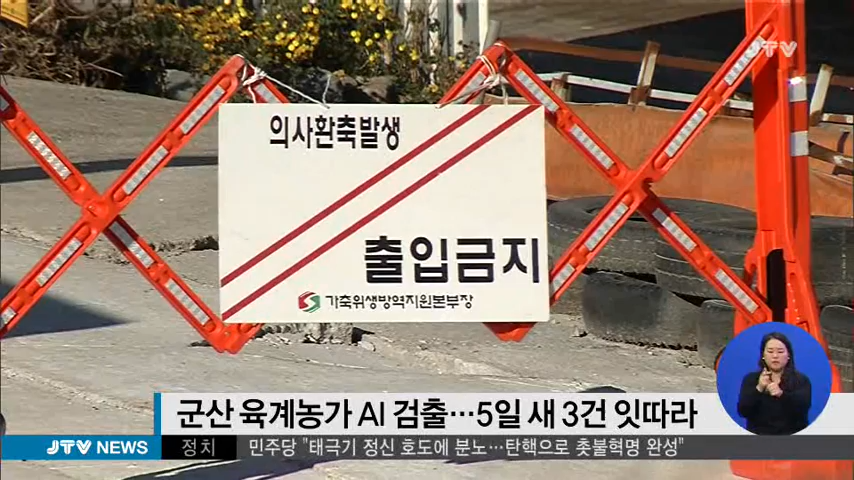 JTV
의사환축발생
출입금지
가축위생방역지원본부장
군산 육계농가 AI 검출…5일 새 3건 잇따라
JTV NEWS
정치
민주당 "태극기 정신 호도에 분노…탄핵으로 촛불혁명 완성"